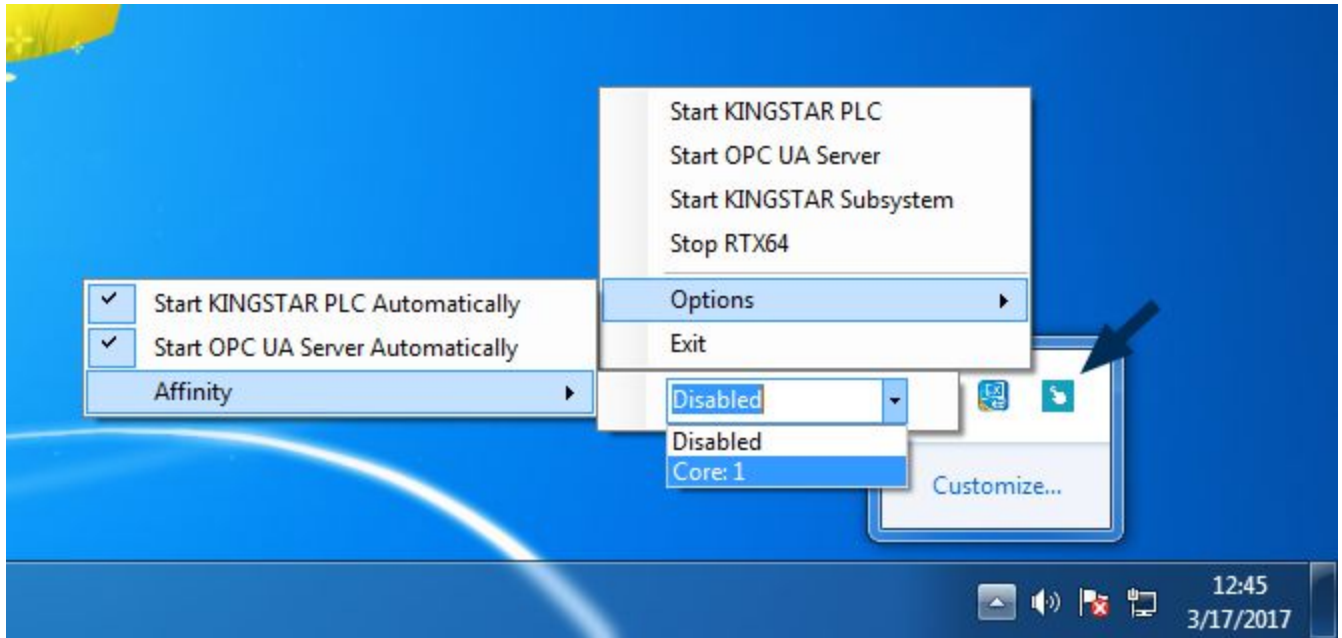 Start KINGSTAR PLC
Start OPC UA Server
Start KINGSTAR Subsystem
Stop RTX64
Options
Exit
Start KINGSTAR PLC Automatically
Start OPC UA Server Automatically
Affinity
Disabled
Disabled
Core: 1
Customize...
12:45
3/17/2017